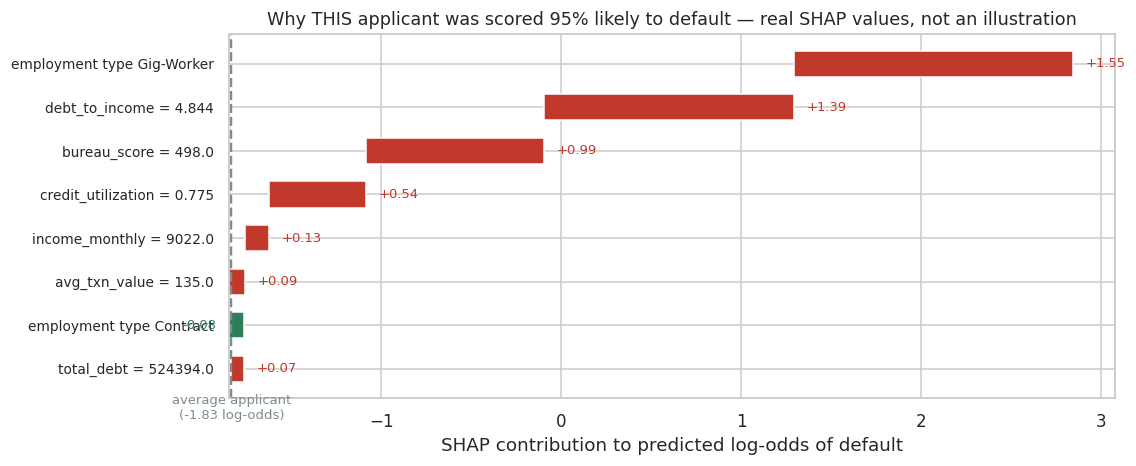 Why THIS applicant was scored 95% likely to default — real SHAP values, not an illustration
employment type Gig-Worker
+1.55
debt_to_income = 4.844
+1.39
bureau_score = 498.0
+0.99
credit_utilization = 0.775
+0.54
income_monthly = 9022.0
+0.13
avg_txn_value = 135.0
+0.09
employment type Contract
-0.08
total_debt = 524394.0
+0.07
average applicant
(-1.83 log-odds)
−1 0 1 2 3
SHAP contribution to predicted log-odds of default